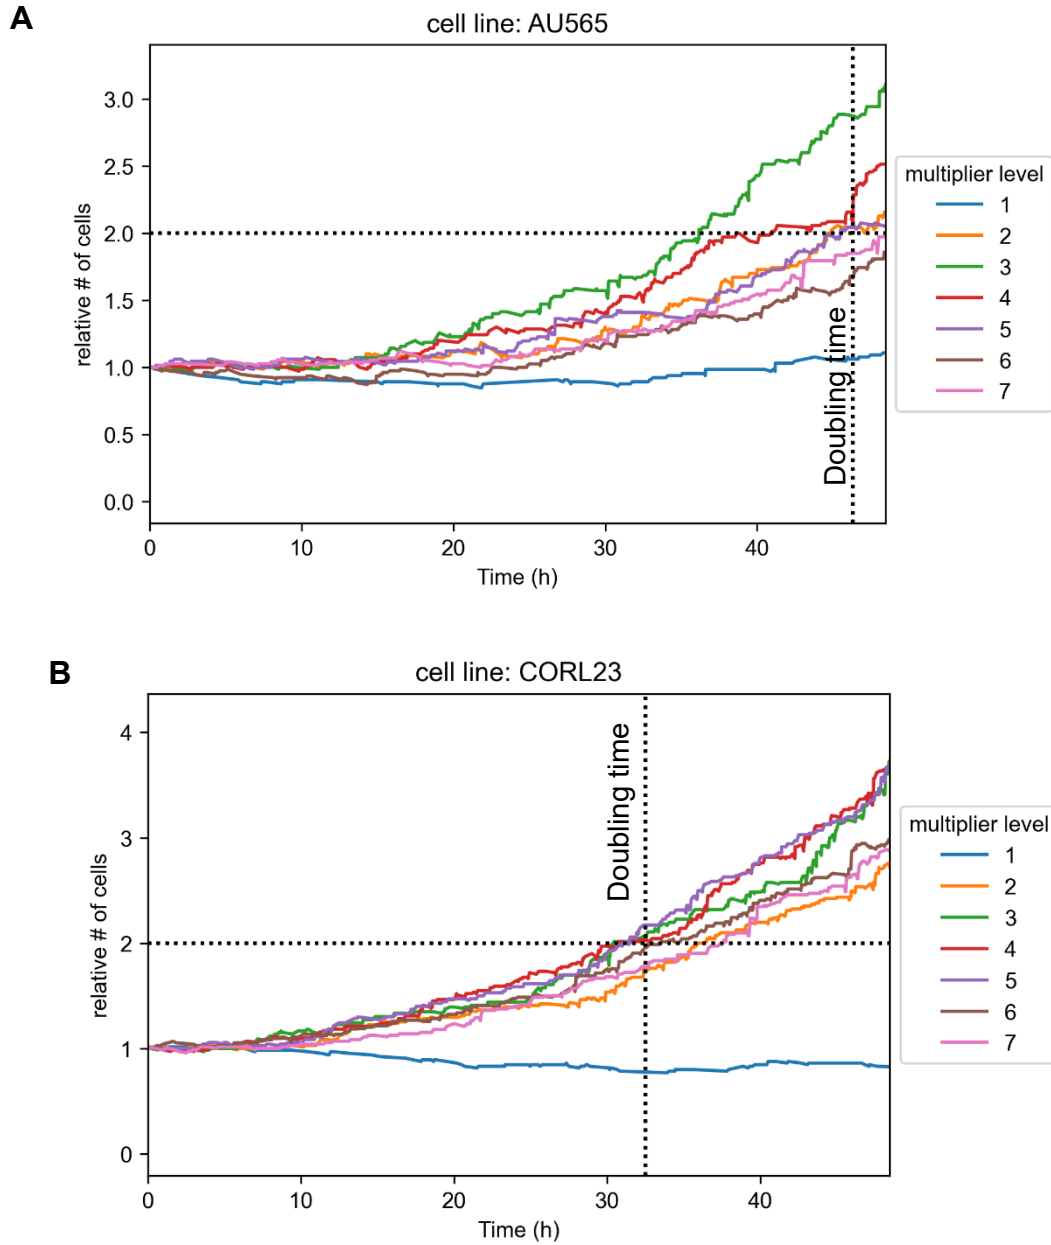 A
cell line: AU565
relative # of cells
3.0
2.5
2.0
1.5
1.0
0.5
0.0
Doubling time
0 10 20 30 40
Time (h)
multiplier level
1
2
3
4
5
6
7
B
cell line: CORL23
relative # of cells
4
3
2
1
0
Doubling time
0 10 20 30 40
Time (h)
multiplier level
1
2
3
4
5
6
7